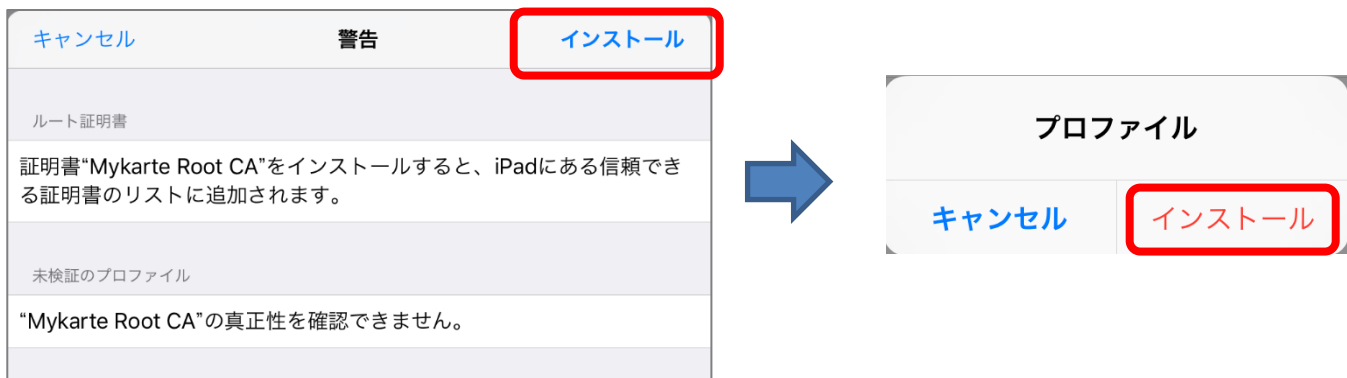 キャンセル 警告 インストール
ルート証明書
証明書“Mykarte Root CA”をインストールすると、iPadにある信頼でき
る証明書のリストに追加されます。
未検証のプロファイル
“Mykarte Root CA”の真正性を確認できません。
プロファイル
キャンセル インストール